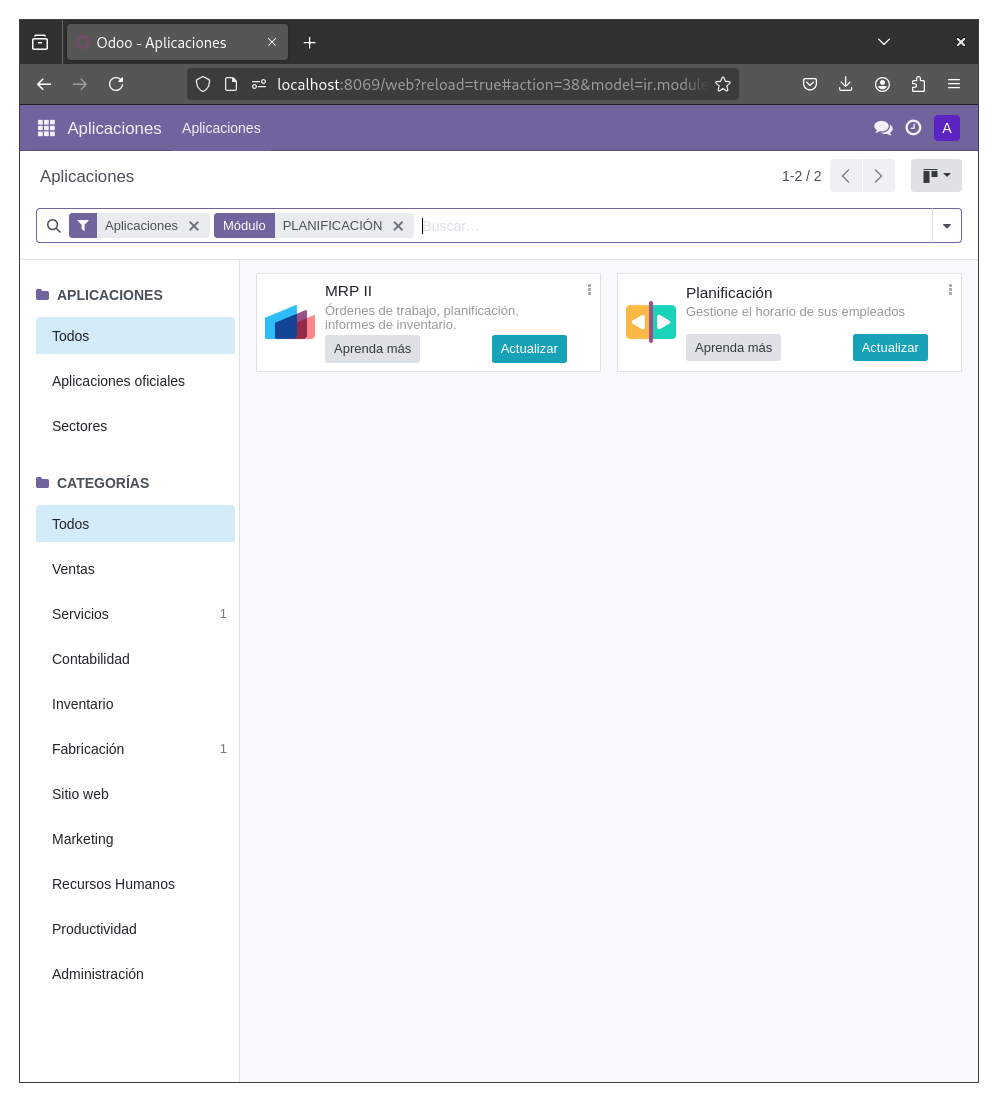 Odoo - Aplicaciones
localhost:8069/web?reload=true#action=38&model=ir.module
Aplicaciones Aplicaciones A
Aplicaciones 1-2 / 2
Aplicaciones Módulo PLANIFICACIÓN Buscar...
APLICACIONES
Todos
Aplicaciones oficiales
Sectores
CATEGORÍAS
Todos
Ventas
Servicios 1
Contabilidad
Inventario
Fabricación 1
Sitio web
Marketing
Recursos Humanos
Productividad
Administración
MRP II
Órdenes de trabajo, planificación,
informes de inventario.
Aprenda más Actualizar
Planificación
Gestione el horario de sus empleados
Aprenda más Actualizar